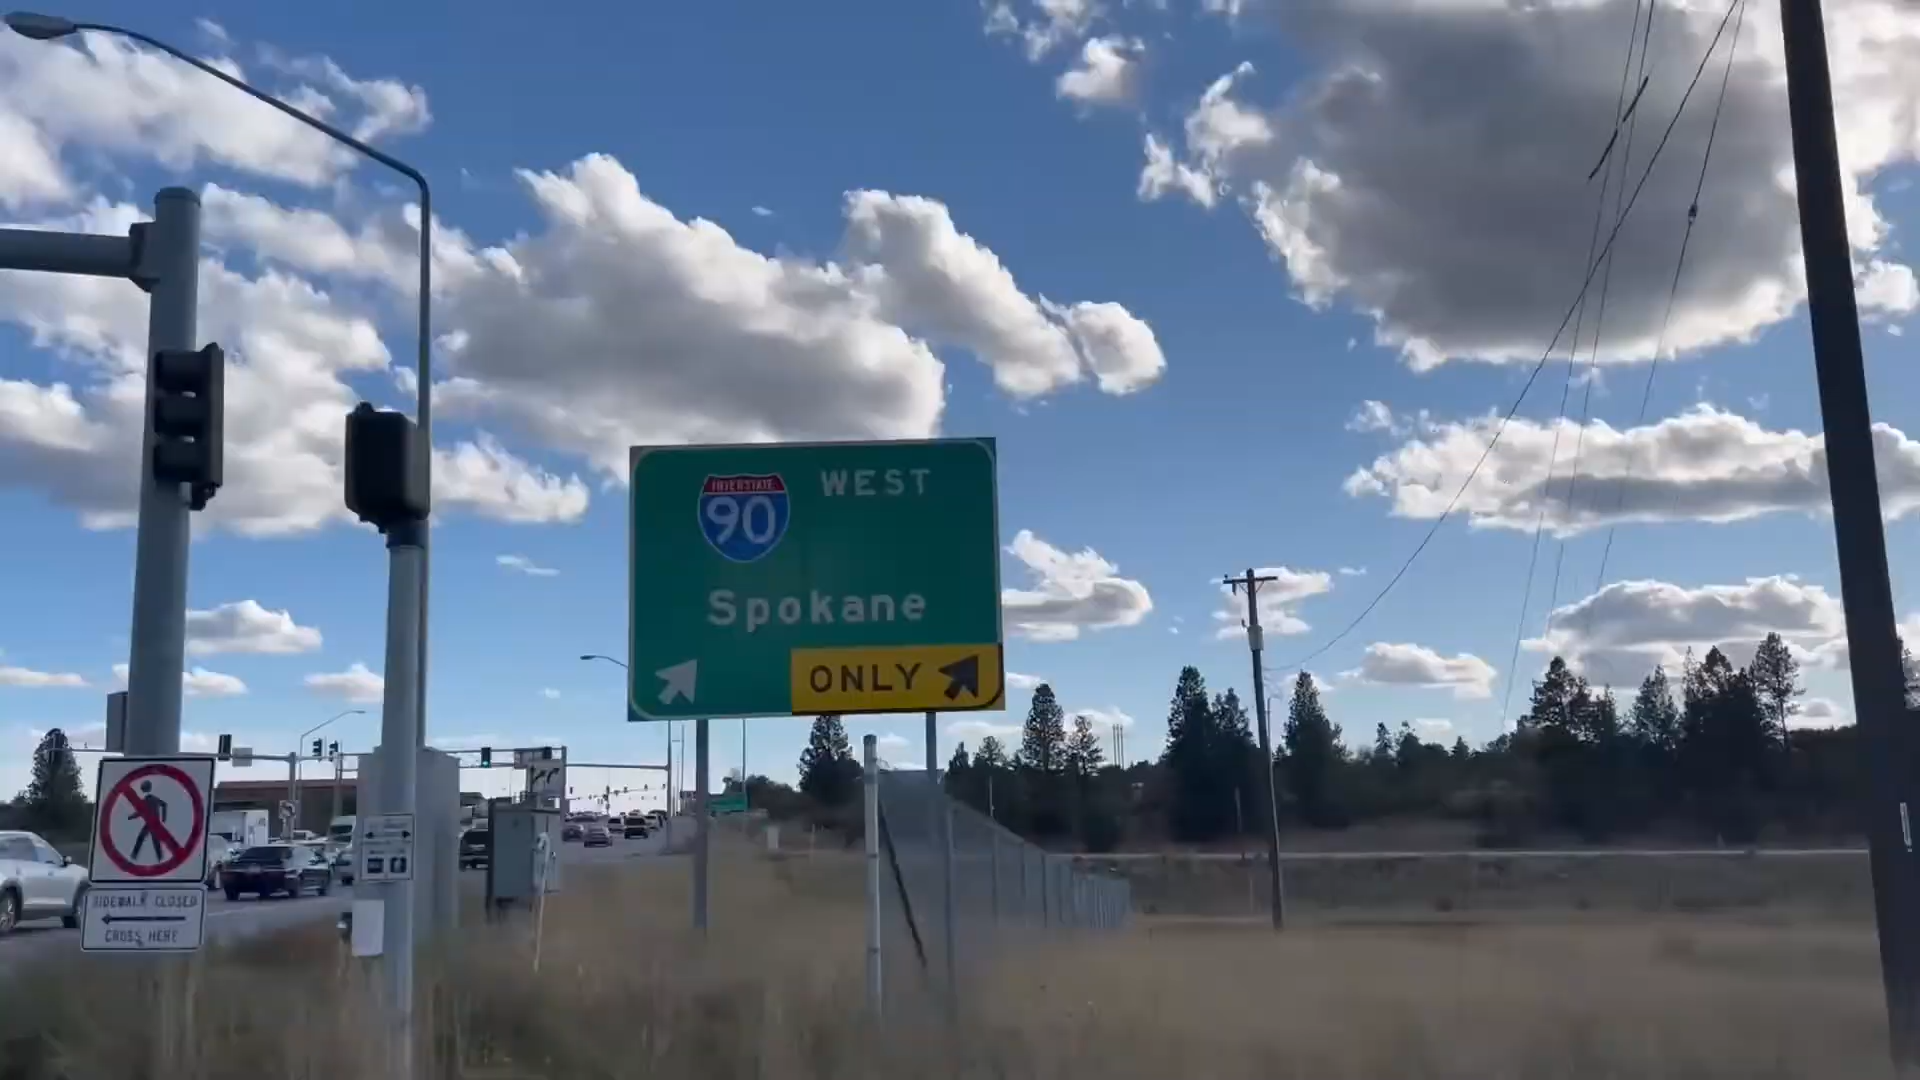 INTERSTATE
90
WEST
Spokane
ONLY
SIDEWALK CLOSED
CROSS HERE